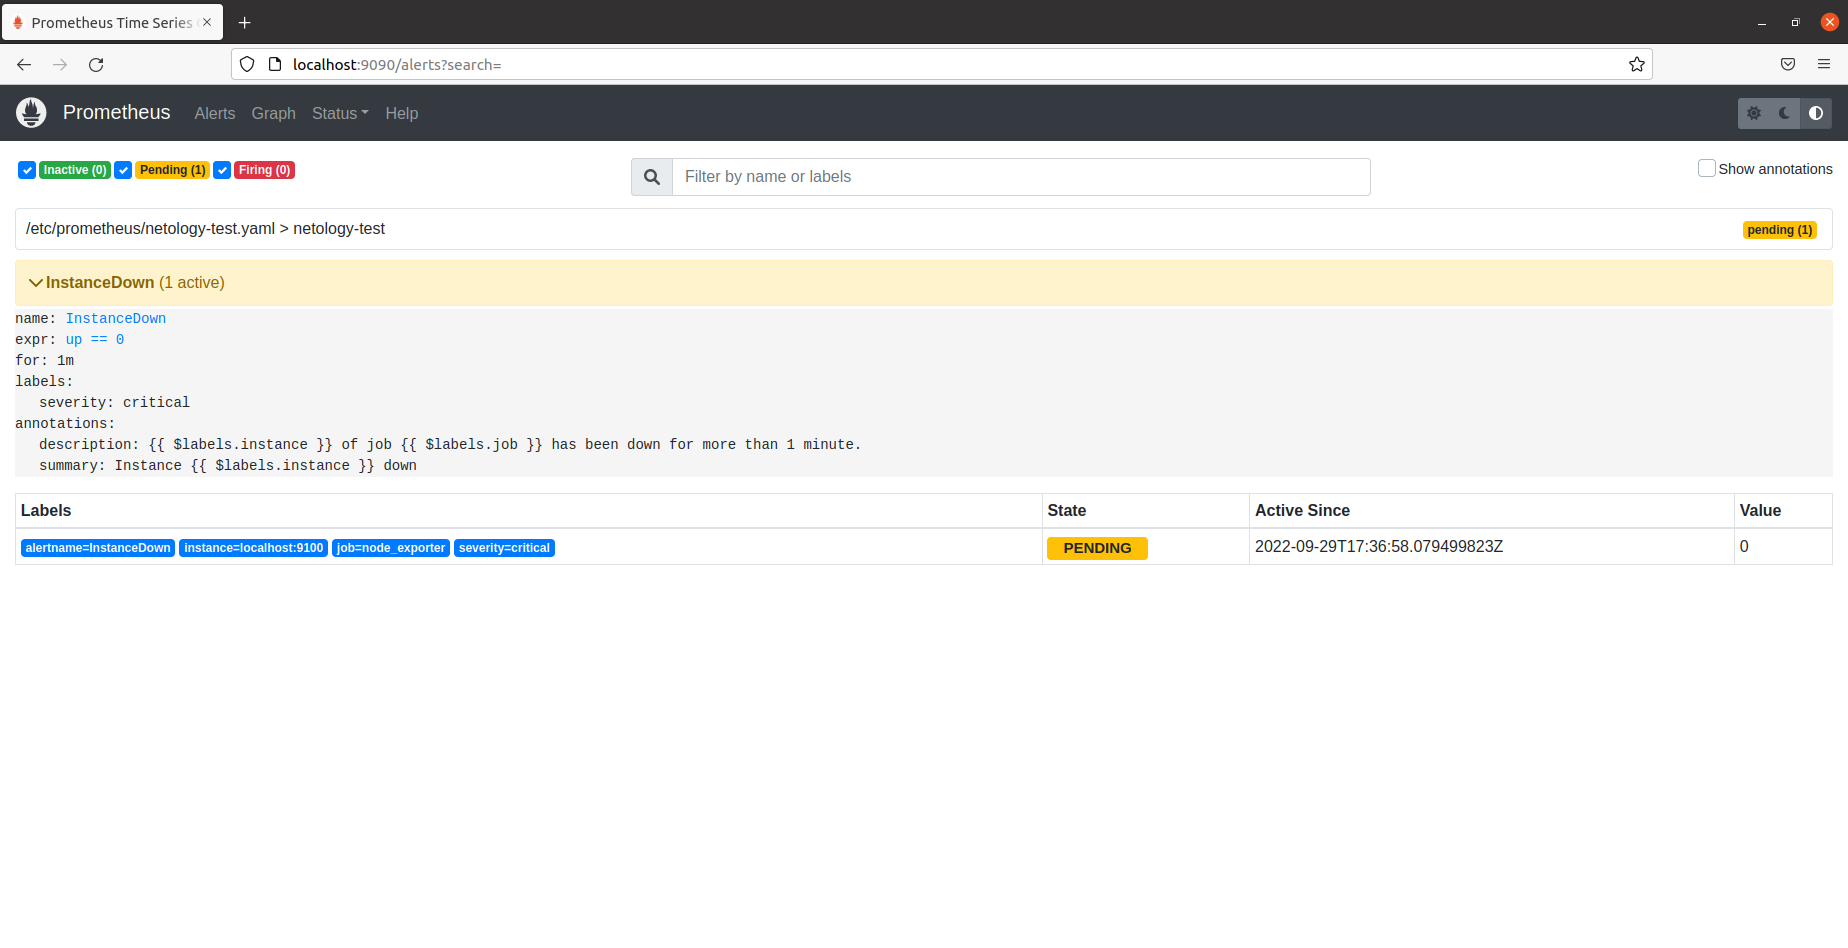 Prometheus Time Series
localhost:9090/alerts?search=
Prometheus Alerts Graph Status Help
Inactive (0) Pending (1) Firing (0) Filter by name or labels Show annotations
/etc/prometheus/netology-test.yaml > netology-test pending (1)
InstanceDown (1 active)
name: InstanceDown
expr: up == 0
for: 1m
labels:
severity: critical
annotations:
description: {{ $labels.instance }} of job {{ $labels.job }} has been down for more than 1 minute.
summary: Instance {{ $labels.instance }} down
Labels State Active Since Value
alertname=InstanceDown instance=localhost:9100 job=node_exporter severity=critical PENDING 2022-09-29T17:36:58.079499823Z 0